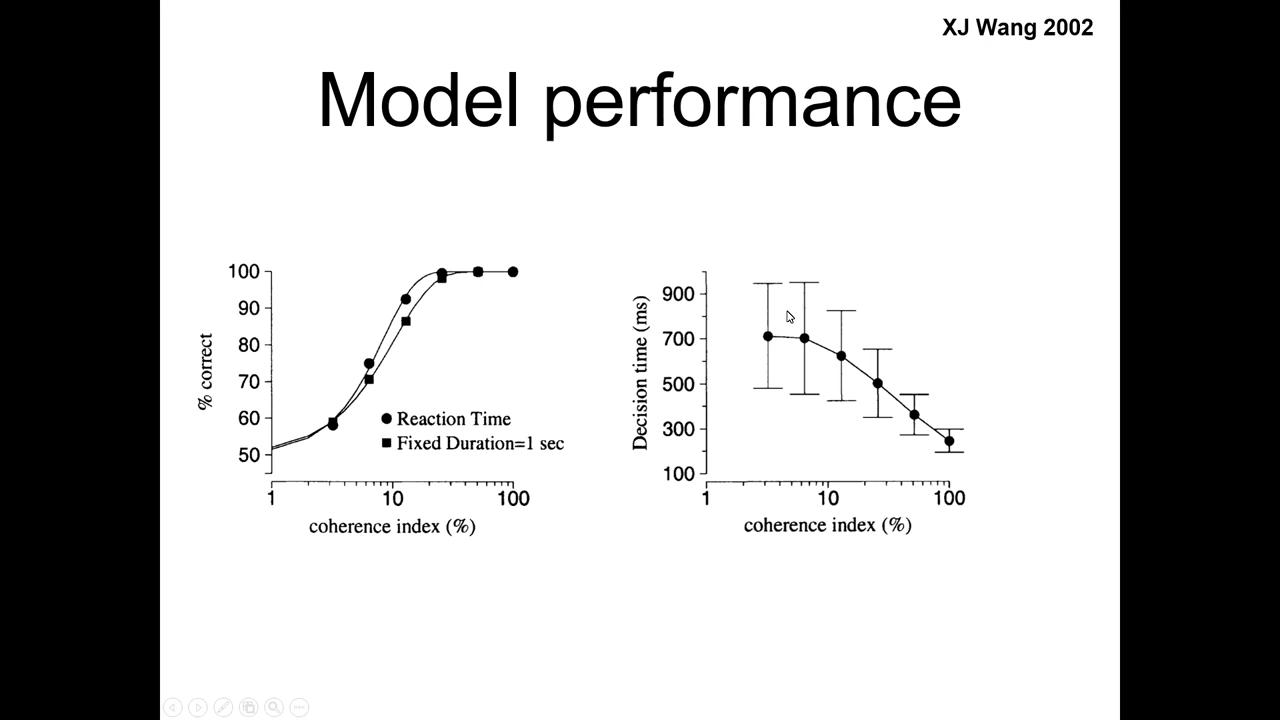 XJ Wang 2002
Model performance
100
90
80
70
60
50
% correct
Reaction Time
Fixed Duration=1 sec
1 10 100
coherence index (%)
900
700
500
300
100
Decision time (ms)
1 10 100
coherence index (%)